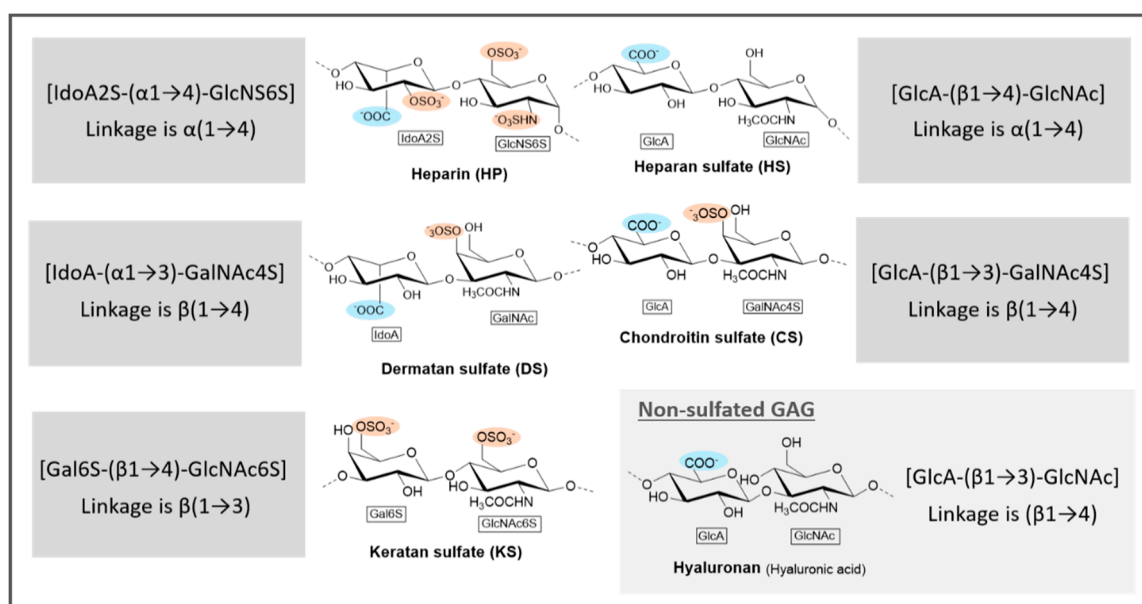 [IdoA2S-(α1→4)-GlcNS6S]
Linkage is α(1→4)
OSO₃⁻
O
O
HO
OSO₃⁻
⁻OOC
IdoA2S
O
O
HO
O₃SHN
O
GlcNS6S
Heparin (HP)
COO⁻
O
O
HO
OH
GlcA
OH
O
O
HO
H₃COCHN
O
GlcNAc
Heparan sulfate (HS)
[GlcA-(β1→4)-GlcNAc]
Linkage is α(1→4)
[IdoA-(α1→3)-GalNAc4S]
Linkage is β(1→4)
O
O
HO
OH
⁻OOC
IdoA
⁻₃OSO
OH
O
O
H₃COCHN
O
GalNAc
Dermatan sulfate (DS)
COO⁻
O
O
HO
OH
GlcA
⁻₃OSO
OH
O
O
H₃COCHN
O
GalNAc4S
Chondroitin sulfate (CS)
[GlcA-(β1→3)-GalNAc4S]
Linkage is β(1→4)
[Gal6S-(β1→4)-GlcNAc6S]
Linkage is β(1→3)
HO
OSO₃⁻
O
O
OH
Gal6S
OSO₃⁻
O
O
HO
H₃COCHN
O
GlcNAc6S
Keratan sulfate (KS)
Non-sulfated GAG
COO⁻
O
O
HO
OH
GlcA
OH
HO
O
O
H₃COCHN
O
GlcNAc
Hyaluronan (Hyaluronic acid)
[GlcA-(β1→3)-GlcNAc]
Linkage is (β1→4)